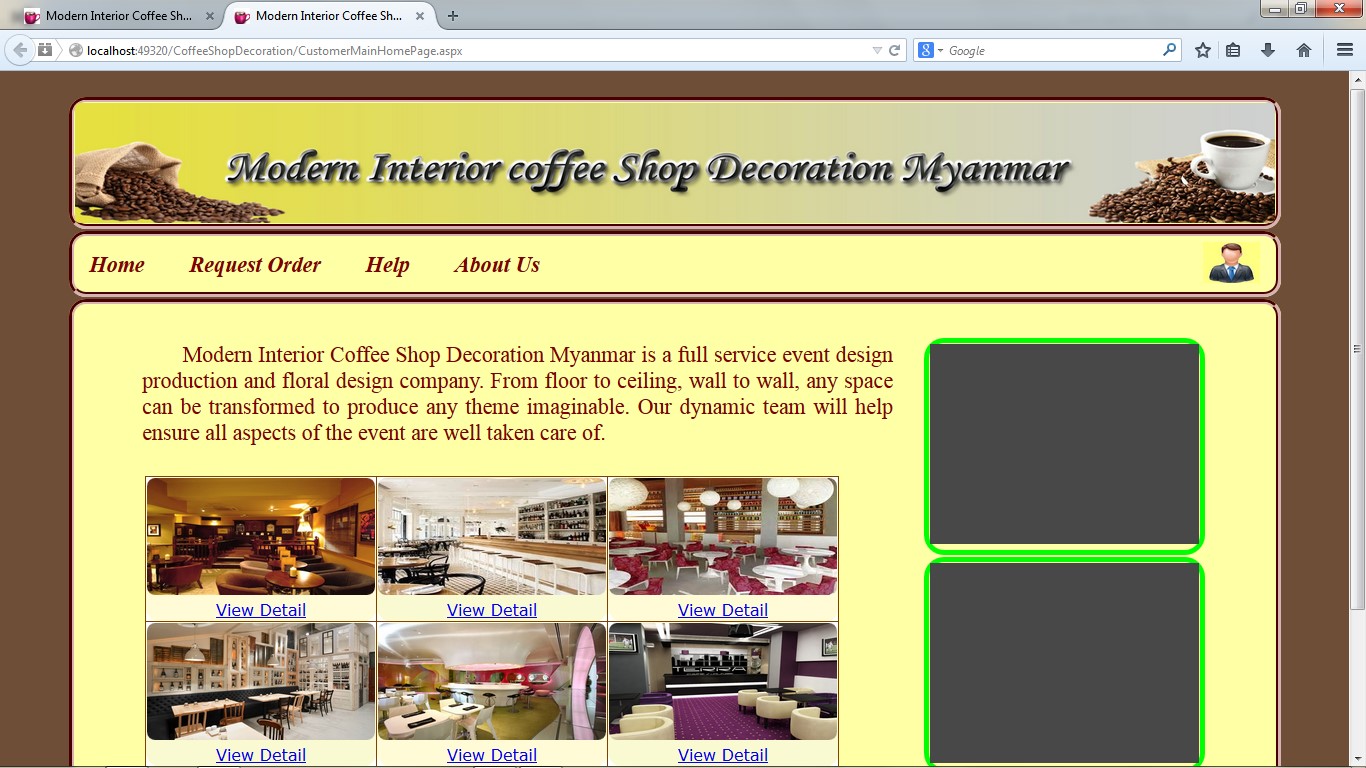 Modern Interior Coffee Sh...
Modern Interior Coffee Sh...
localhost:49320/CoffeeShopDecoration/CustomerMainHomePage.aspx
Google
Modern Interior coffee Shop Decoration Myanmar
Home Request Order Help About Us
Modern Interior Coffee Shop Decoration Myanmar is a full service event design
production and floral design company. From floor to ceiling, wall to wall, any space
can be transformed to produce any theme imaginable. Our dynamic team will help
ensure all aspects of the event are well taken care of.
View Detail View Detail View Detail
TERRA
View Detail View Detail View Detail